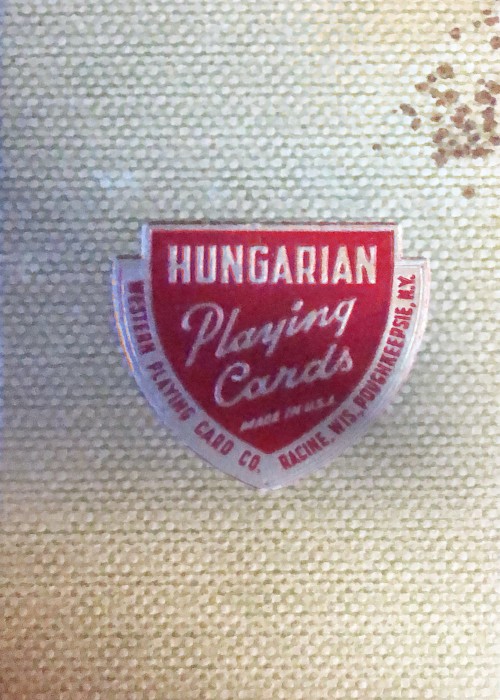 HUNGARIAN
Playing
Cards
MADE IN U.S.A.
WESTERN PLAYING CARD CO. RACINE, WIS. POUGHKEEPSIE, N.Y.